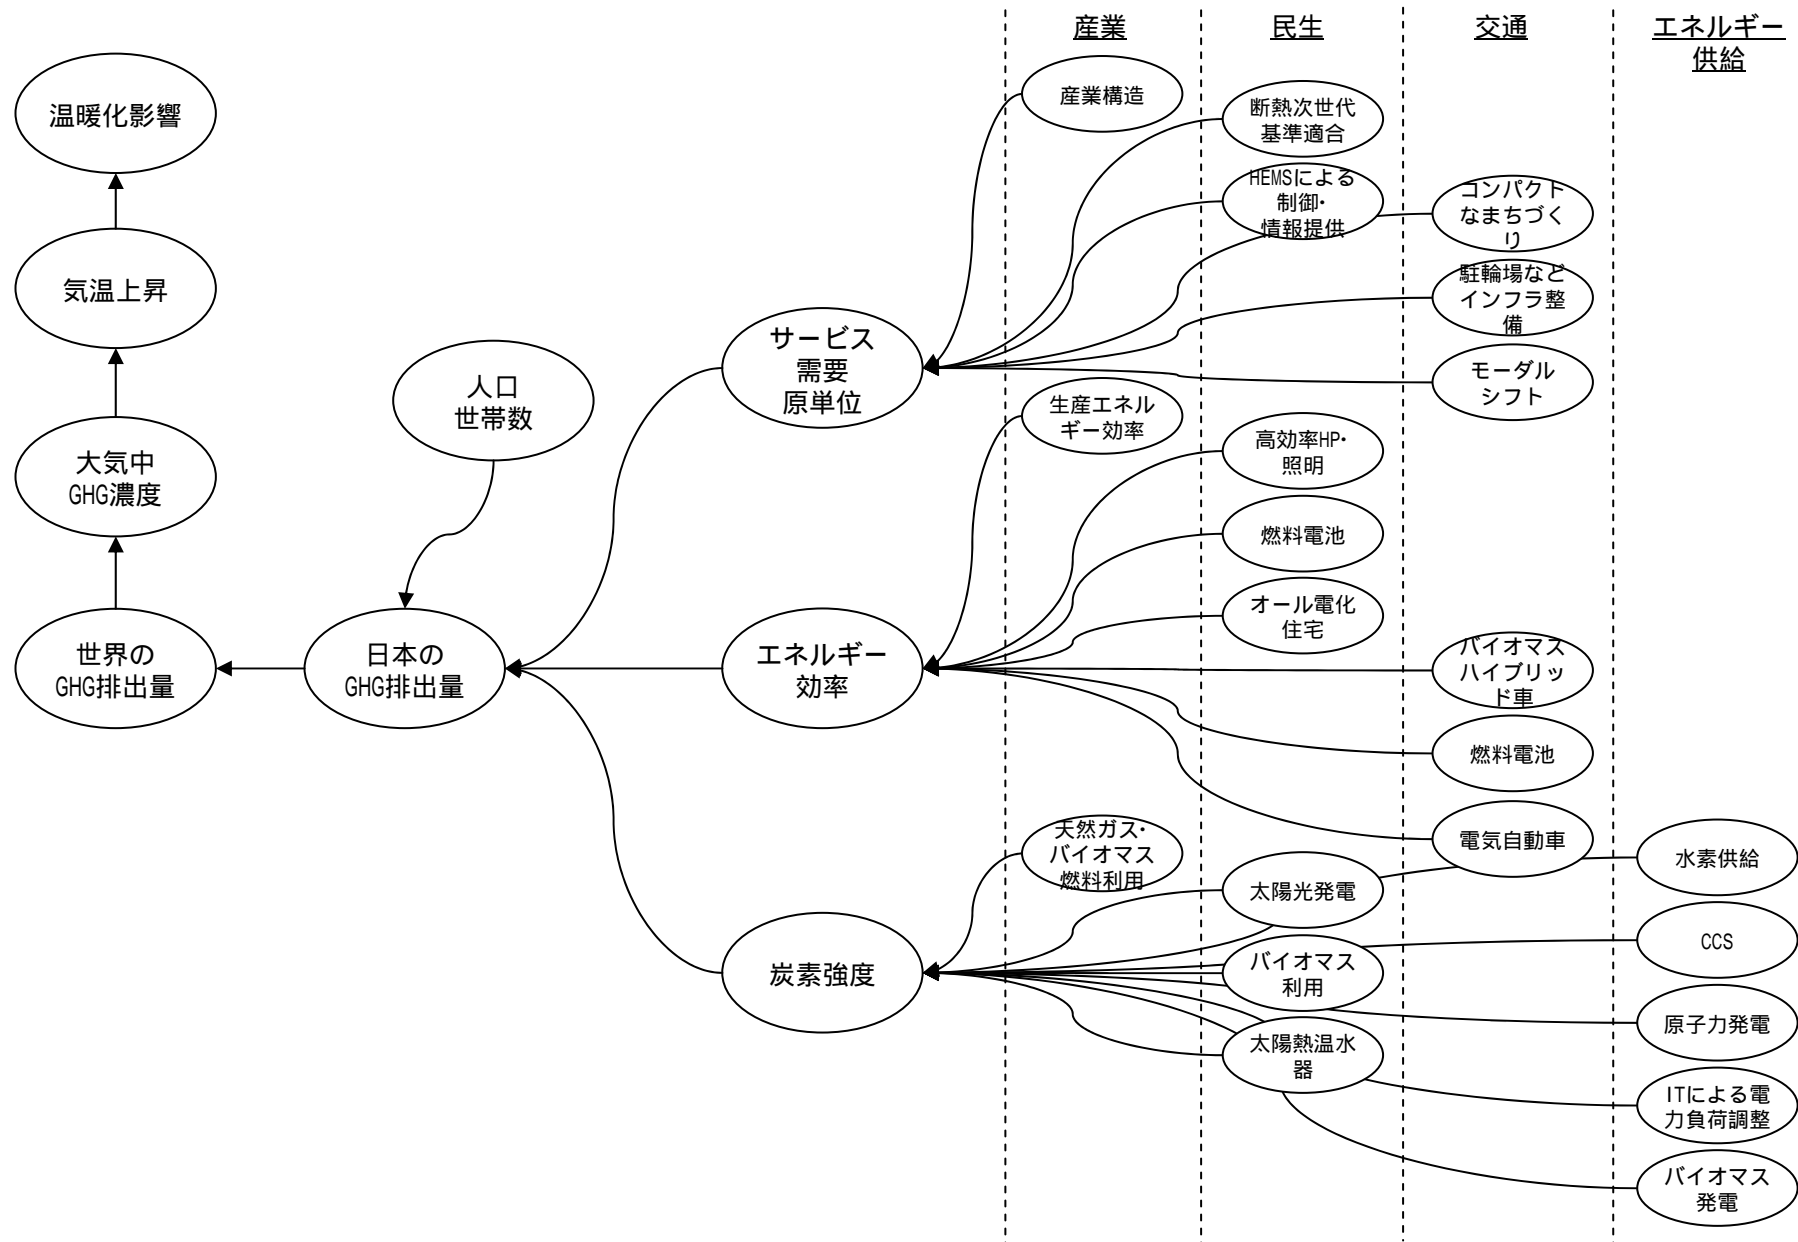 産業
民生
交通
エネルギー
供給
温暖化影響
気温上昇
大気中
GHG濃度
世界の
GHG排出量
人口
世帯数
日本の
GHG排出量
サービス
需要
原単位
エネルギー
効率
炭素強度
産業構造
生産エネル
ギー効率
天然ガス・
バイオマス
燃料利用
断熱次世代
基準適合
HEMSによる
制御・
情報提供
高効率HP・
照明
燃料電池
オール電化
住宅
太陽光発電
バイオマス
利用
太陽熱温水
器
コンパクト
なまちづく
り
駐輪場など
インフラ整
備
モーダル
シフト
バイオマス
ハイブリッ
ド車
燃料電池
電気自動車
水素供給
CCS
原子力発電
ITによる電
力負荷調整
バイオマス
発電